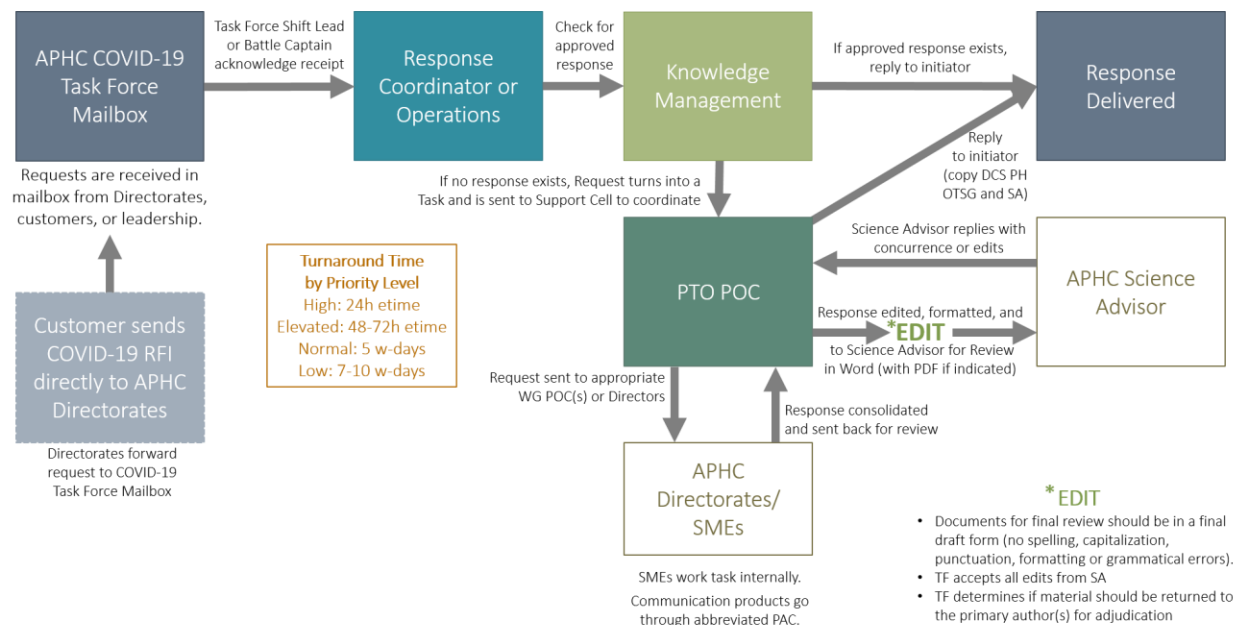 APHC COVID-19
Task Force
Mailbox
Task Force Shift Lead
or Battle Captain
acknowledge receipt
Response
Coordinator or
Operations
Check for
approved
response
Knowledge
Management
If approved response exists,
reply to initiator
Response
Delivered
Requests are received in
mailbox from Directorates,
customers, or leadership.
If no response exists, Request turns into a
Task and is sent to Support Cell to coordinate
Reply
to initiator
(copy DCS PH
OTSG and SA)
Customer sends
COVID-19 RFI
directly to APHC
Directorates
Directorates forward
request to COVID-19
Task Force Mailbox
Turnaround Time
by Priority Level
High: 24h etime
Elevated: 48-72h etime
Normal: 5 w-days
Low: 7-10 w-days
PTO POC
Science Advisor replies with
concurrence or edits
APHC Science
Advisor
Response edited, formatted, and
*EDIT
to Science Advisor for Review
in Word (with PDF if indicated)
Request sent to appropriate
WG POC(s) or Directors
Response consolidated
and sent back for review
APHC
Directorates/
SMEs
SMEs work task internally.
Communication products go
through abbreviated PAC.
*EDIT
• Documents for final review should be in a final
draft form (no spelling, capitalization,
punctuation, formatting or grammatical errors).
• TF accepts all edits from SA
• TF determines if material should be returned to
the primary author(s) for adjudication